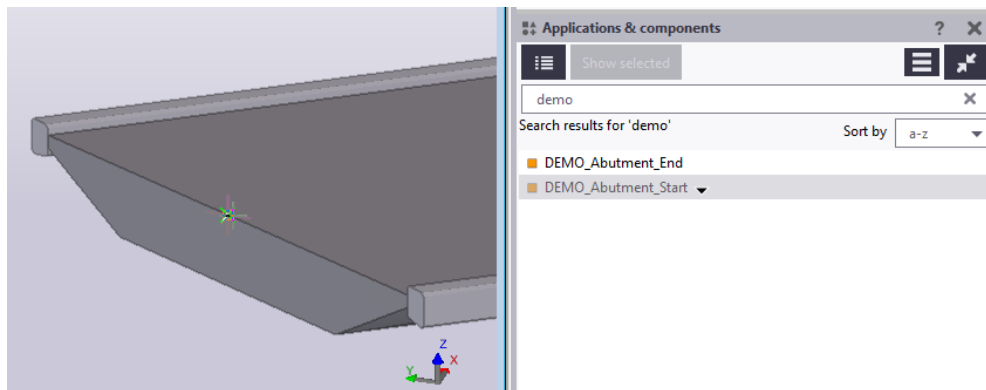 Applications & components
?
Show selected
demo
Search results for 'demo'
Sort by
a-z
DEMO_Abutment_End
DEMO_Abutment_Start
Z
X
Y